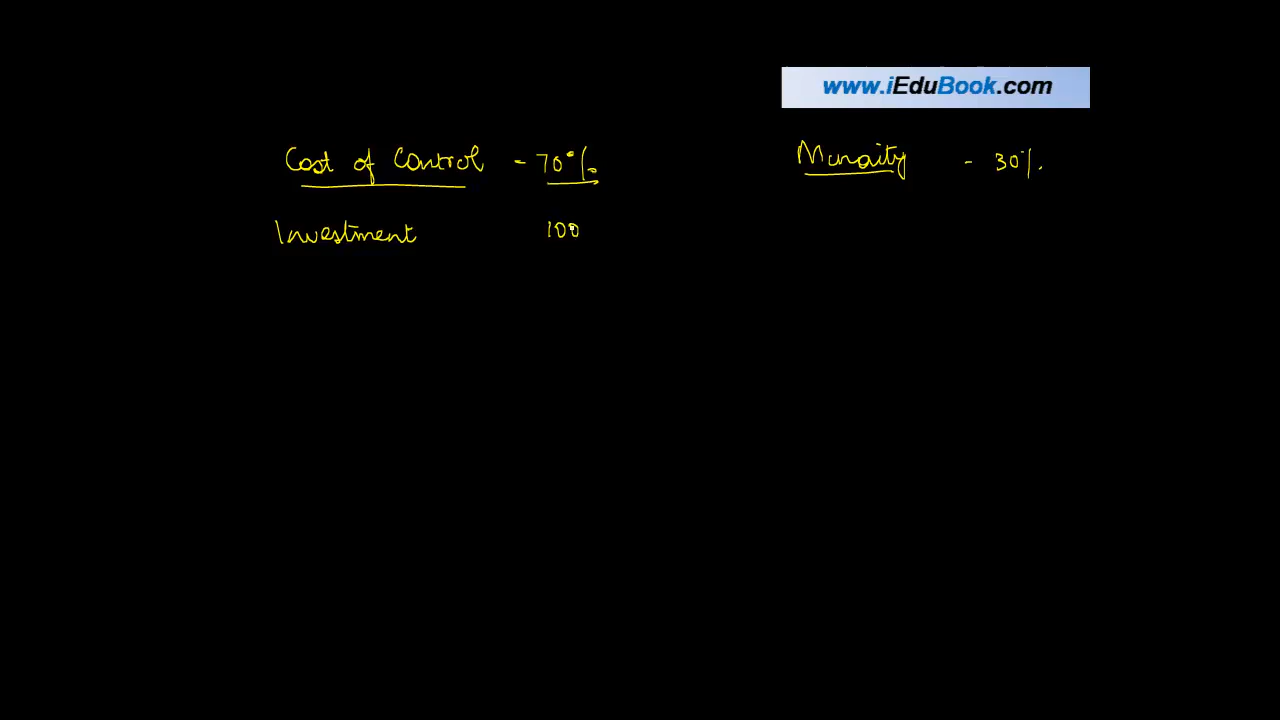 www.iEduBook.com
Cost of Control - 70%
Minority - 30%
Investment 100